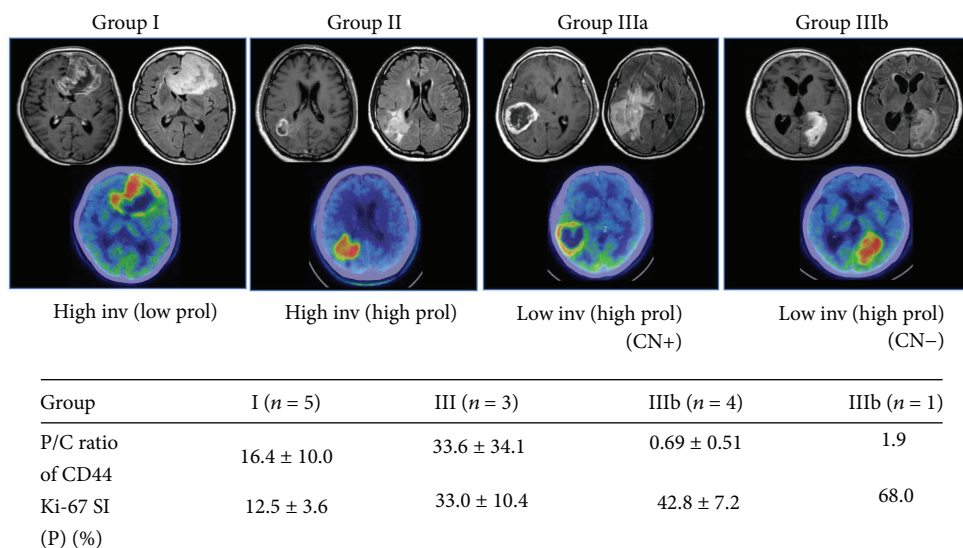 Group I
Group II
Group IIIa
Group IIIb
High inv (low prol)
High inv (high prol)
Low inv (high prol)
(CN+)
Low inv (high prol)
(CN−)
Group I (n = 5) III (n = 3) IIIb (n = 4) IIIb (n = 1)
P/C ratio
of CD44
16.4 ± 10.0 33.6 ± 34.1 0.69 ± 0.51 1.9
Ki-67 SI
(P) (%)
12.5 ± 3.6 33.0 ± 10.4 42.8 ± 7.2 68.0